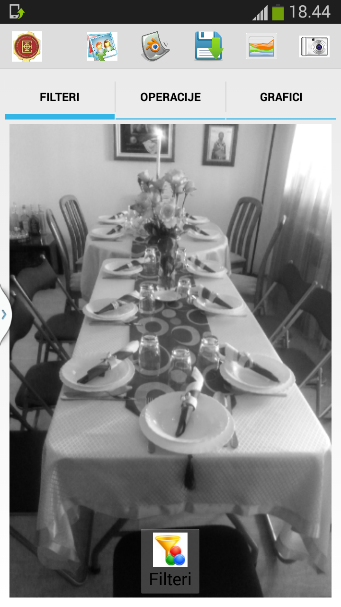 18.44
FILTERI
OPERACIJE
GRAFICI
Filteri